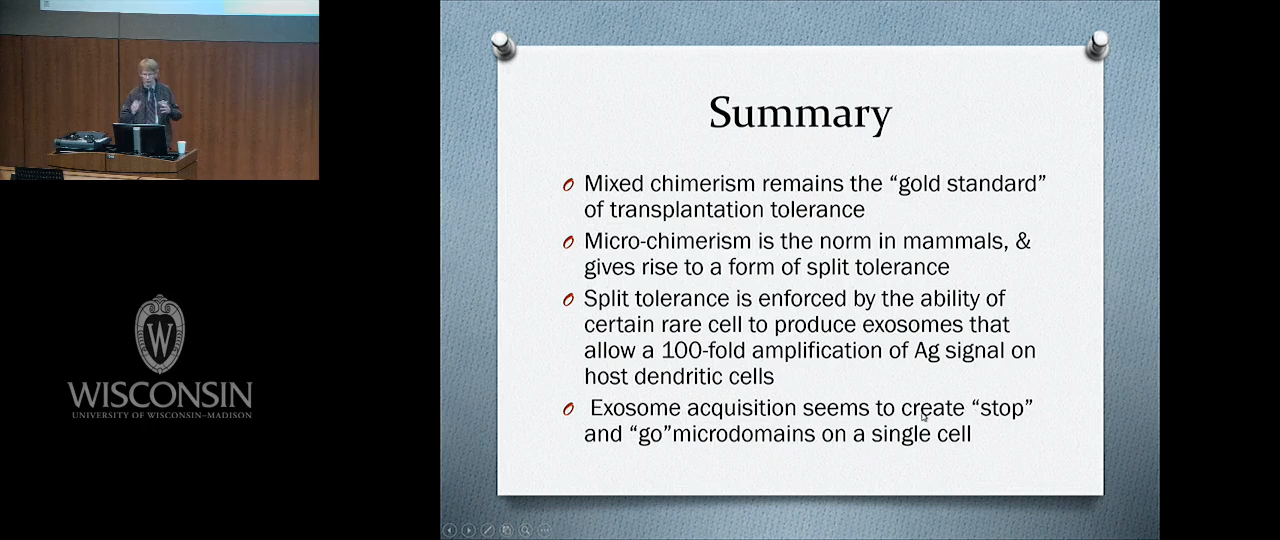 Summary
Mixed chimerism remains the “gold standard”
of transplantation tolerance
Micro-chimerism is the norm in mammals, &
gives rise to a form of split tolerance
Split tolerance is enforced by the ability of
certain rare cell to produce exosomes that
allow a 100-fold amplification of Ag signal on
host dendritic cells
Exosome acquisition seems to create “stop”
and “go”microdomains on a single cell
W
WISCONSIN
UNIVERSITY OF WISCONSIN–MADISON